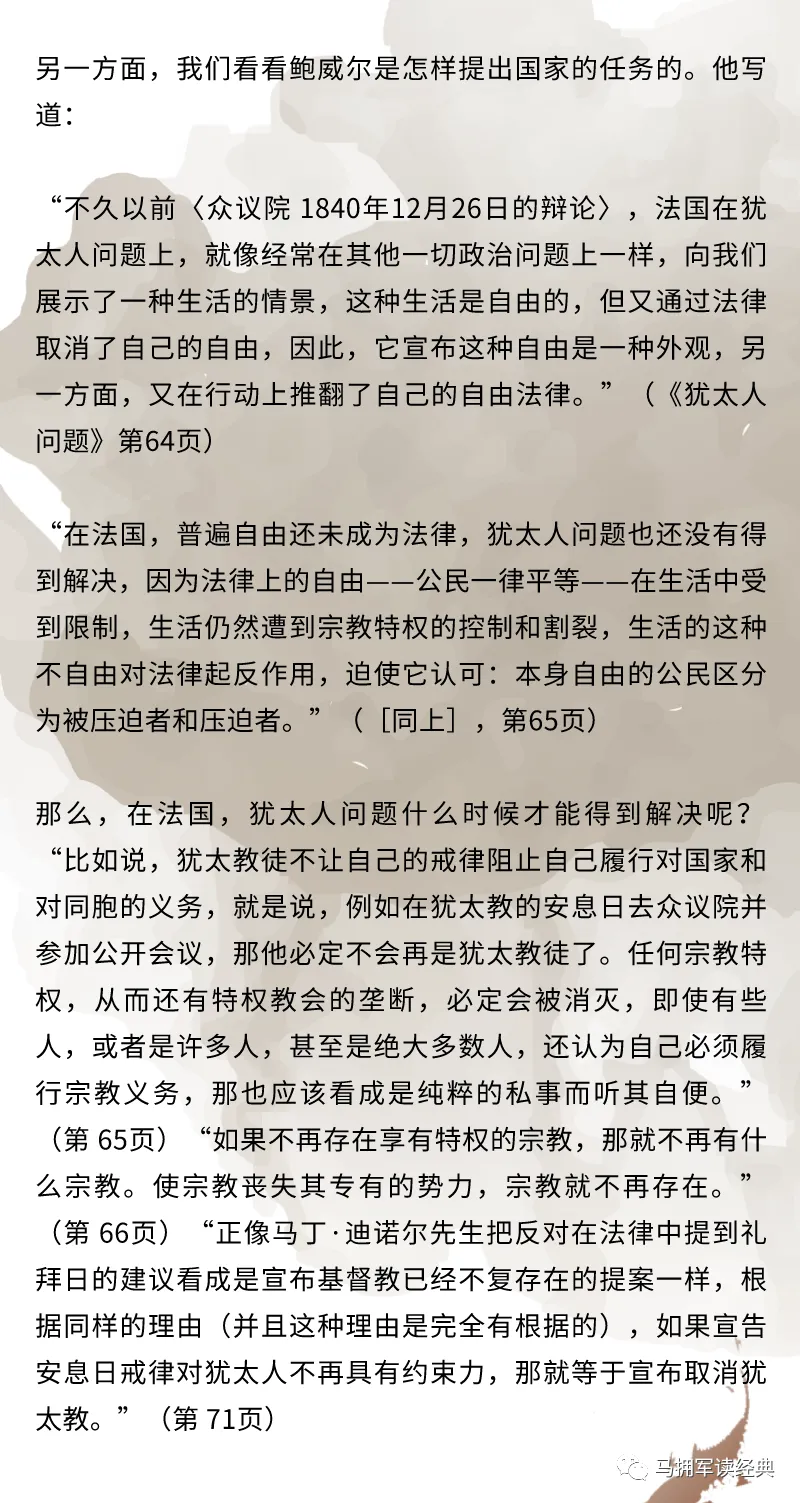 另一方面，我们看看鲍威尔是怎样提出国家的任务的。他写
道：
“不久以前〈众议院 1840年12月26日的辩论〉，法国在犹
太人问题上，就像经常在其他一切政治问题上一样，向我们
展示了一种生活的情景，这种生活是自由的，但又通过法律
取消了自己的自由，因此，它宣布这种自由是一种外观，另
一方面，又在行动上推翻了自己的自由法律。”（《犹太人
问题》第64页）
“在法国，普遍自由还未成为法律，犹太人问题也还没有得
到解决，因为法律上的自由——公民一律平等——在生活中受
到限制，生活仍然遭到宗教特权的控制和割裂，生活的这种
不自由对法律起反作用，迫使它认可：本身自由的公民区分
为被压迫者和压迫者。”（［同上］，第65页）
那么，在法国，犹太人问题什么时候才能得到解决呢？
“比如说，犹太教徒不让自己的戒律阻止自己履行对国家和
对同胞的义务，就是说，例如在犹太教的安息日去众议院并
参加公开会议，那他必定不会再是犹太教徒了。任何宗教特
权，从而还有特权教会的垄断，必定会被消灭，即使有些
人，或者是许多人，甚至是绝大多数人，还认为自己必须履
行宗教义务，那也应该看成是纯粹的私事而听其自便。”
（第 65页）“如果不再存在享有特权的宗教，那就不再有什
么宗教。使宗教丧失其专有的势力，宗教就不再存在。”
（第 66页）“正像马丁·迪诺尔先生把反对在法律中提到礼
拜日的建议看成是宣布基督教已经不复存在的提案一样，根
据同样的理由（并且这种理由是完全有根据的），如果宣告
安息日戒律对犹太人不再具有约束力，那就等于宣布取消犹
太教。”（第 71页）
马拥军读经典